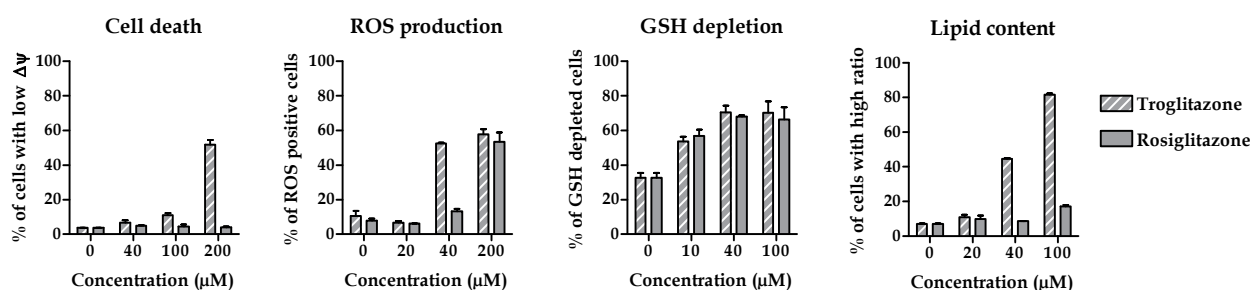 Cell death
% of cells with low Δψ
100
80
60
40
20
0
0 40 100 200
Concentration (µM)
ROS production
% of ROS positive cells
100
80
60
40
20
0
0 20 40 200
Concentration (µM)
GSH depletion
% of GSH depleted cells
100
80
60
40
20
0
0 10 40 100
Concentration (µM)
Lipid content
% of cells with high ratio
100
80
60
40
20
0
0 20 40 100
Concentration (µM)
Troglitazone
Rosiglitazone